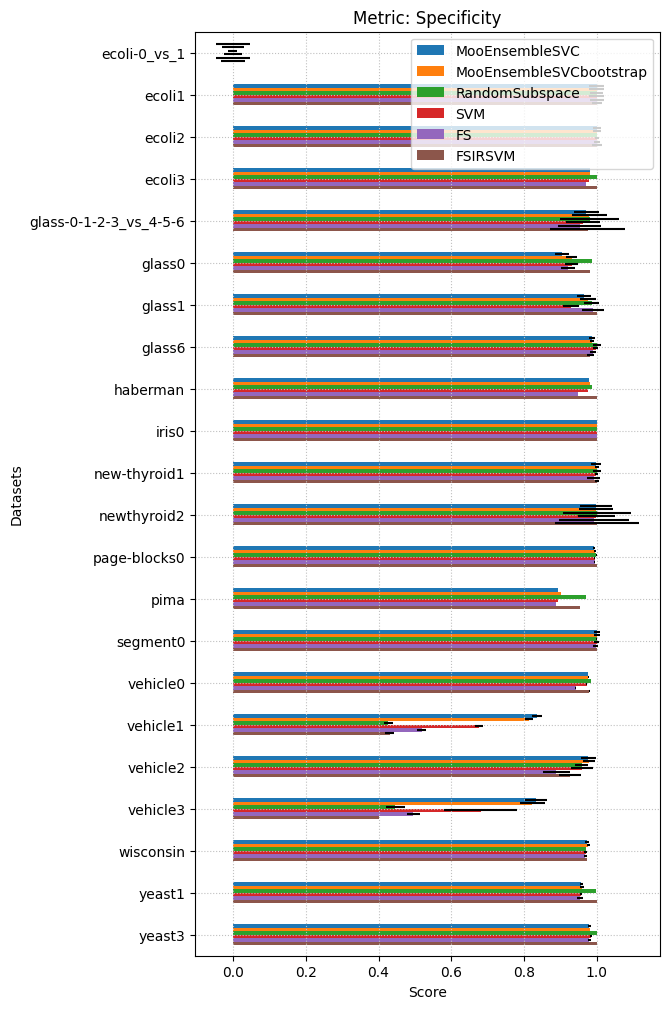 Metric: Specificity
MooEnsembleSVC
MooEnsembleSVCbootstrap
RandomSubspace
SVM
FS
FSIRSVM
Datasets
ecoli-0_vs_1
ecoli1
ecoli2
ecoli3
glass-0-1-2-3_vs_4-5-6
glass0
glass1
glass6
haberman
iris0
new-thyroid1
newthyroid2
page-blocks0
pima
segment0
vehicle0
vehicle1
vehicle2
vehicle3
wisconsin
yeast1
yeast3
0.0 0.2 0.4 0.6 0.8 1.0
Score